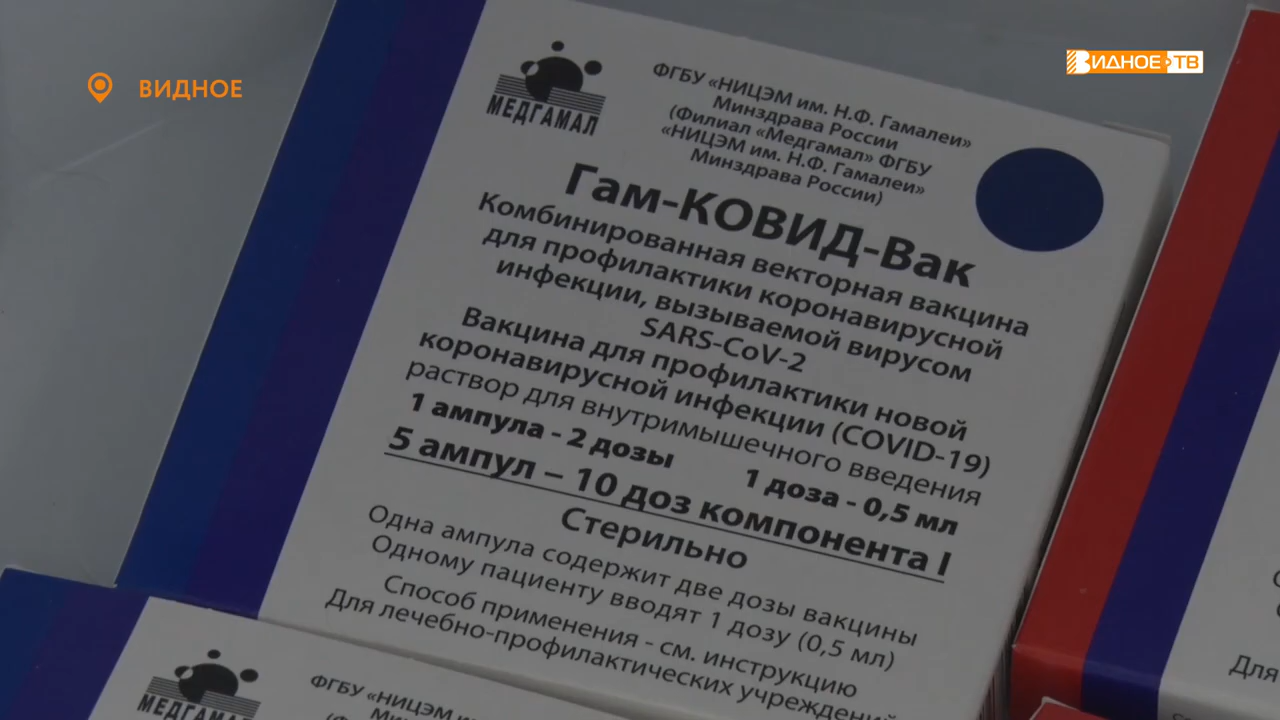 ВИДНОЕ
ВИДНОЕ ТВ
МЕДГАМАЛ
ФГБУ «НИЦЭМ им. Н.Ф. Гамалеи»
Минздрава России
(Филиал «Медгамал» ФГБУ
«НИЦЭМ им. Н.Ф. Гамалеи»
Минздрава России)
Гам-КОВИД-Вак
Комбинированная векторная вакцина
для профилактики коронавирусной
инфекции, вызываемой вирусом
SARS-CoV-2
Вакцина для профилактики новой
коронавирусной инфекции (COVID-19)
раствор для внутримышечного введения
1 ампула - 2 дозы 1 доза - 0,5 мл
5 ампул – 10 доз компонента I
Стерильно
Одна ампула содержит две дозы вакцины
Одному пациенту вводят 1 дозу (0,5 мл)
Способ применения - см. инструкцию
Для лечебно-профилактических учреждений
МЕДГАМАЛ
ФГБУ «НИЦЭМ им
Для